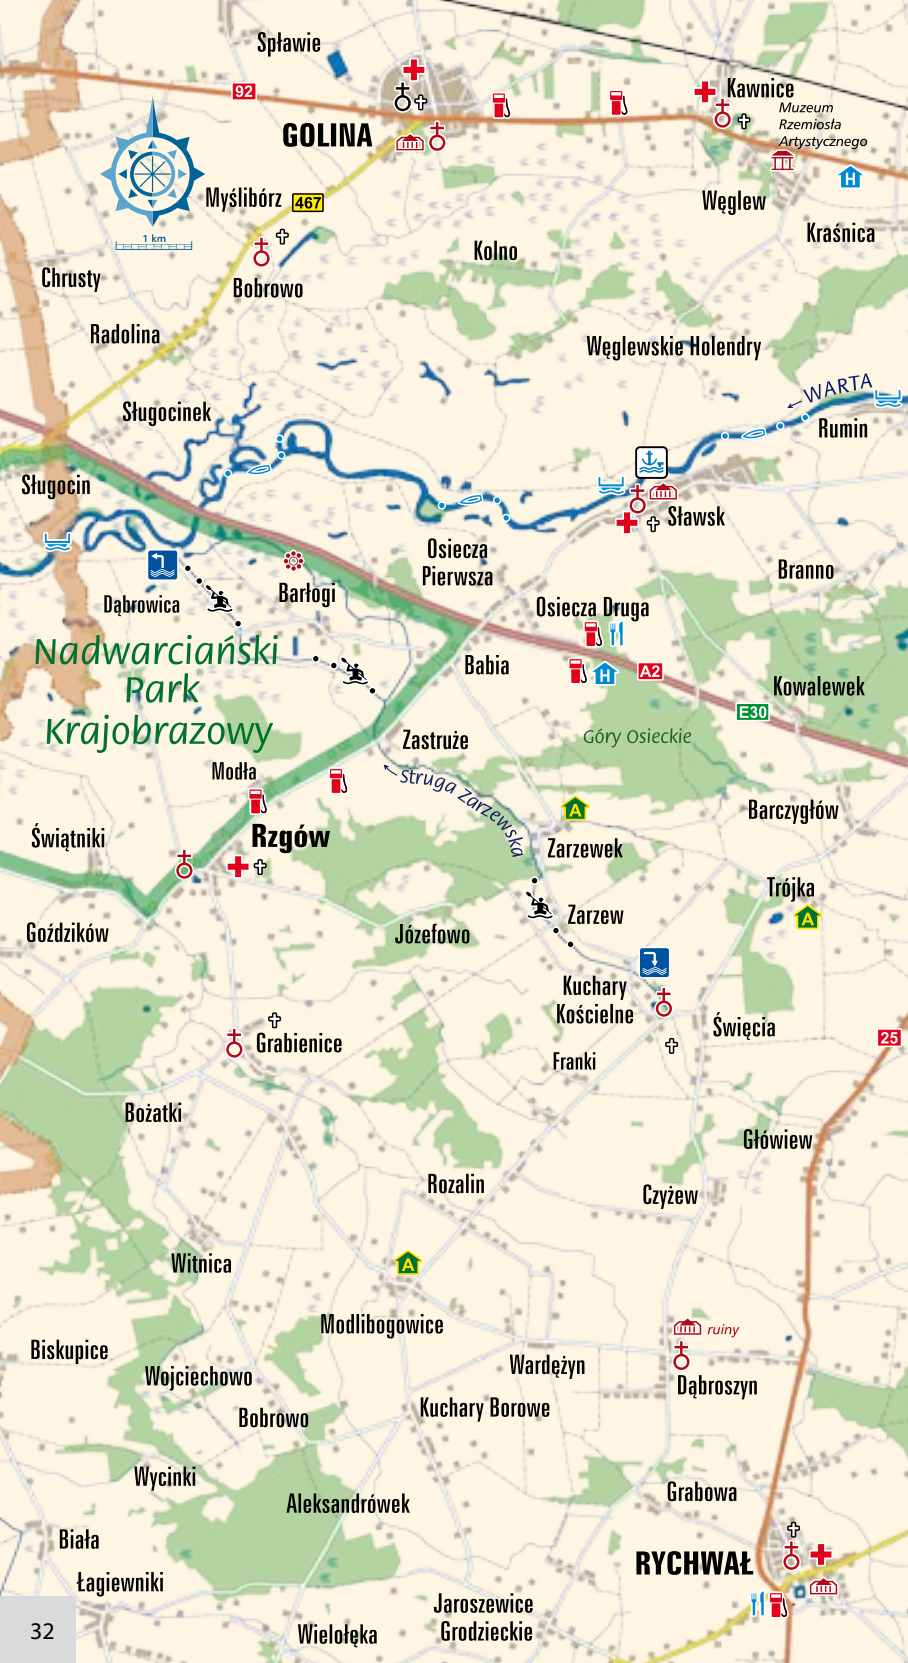 Spławie
92
Kawnice
Muzeum
Rzemiosła
Artystycznego
GOLINA
H
Myślibórz
467
Węglew
Kraśnica
1 km
Kolno
Chrusty
Bobrowo
Radolina
Węglewskie Holendry
WARTA
Sługocinek
Rumin
Sługocin
Sławsk
Osiecza
Pierwsza
Branno
Barłogi
Dąbrowica
Osiecza Druga
Nadwarciański
Park
Krajobrazowy
Babia
H
A2
Kowalewek
E30
Góry Osieckie
Zastruże
Modła
Struga Zarzewska
A
Barczygłów
Rzgów
Świątniki
Zarzewek
Trójka
A
Zarzew
Goździków
Józefowo
Kuchary
Kościelne
Święcia
25
Grabienice
Franki
Bożatki
Główiew
Rozalin
Czyżew
Witnica
A
Modlibogowice
ruiny
Biskupice
Wardężyn
Wojciechowo
Dąbroszyn
Kuchary Borowe
Bobrowo
Wycinki
Grabowa
Aleksandrówek
Biała
RYCHWAŁ
Łagiewniki
Jaroszewice
Grodzieckie
Wielołęka
32